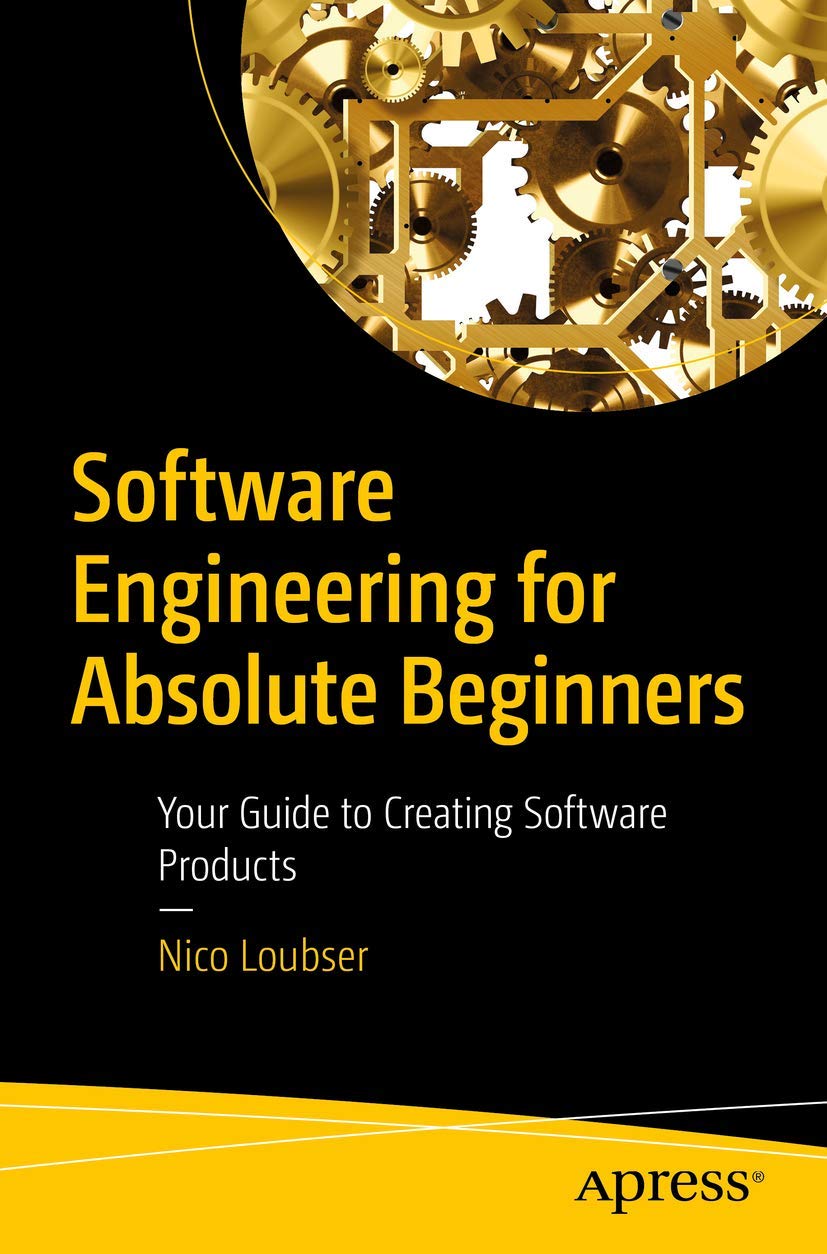 Software
Engineering for
Absolute Beginners
Your Guide to Creating Software
Products
—
Nico Loubser
Apress®